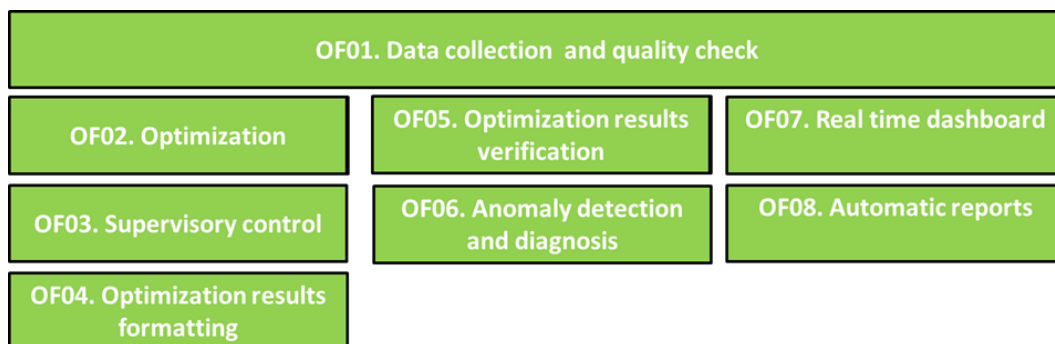 OF01. Data collection and quality check
OF02. Optimization
OF03. Supervisory control
OF04. Optimization results
formatting
OF05. Optimization results
verification
OF06. Anomaly detection
and diagnosis
OF07. Real time dashboard
OF08. Automatic reports